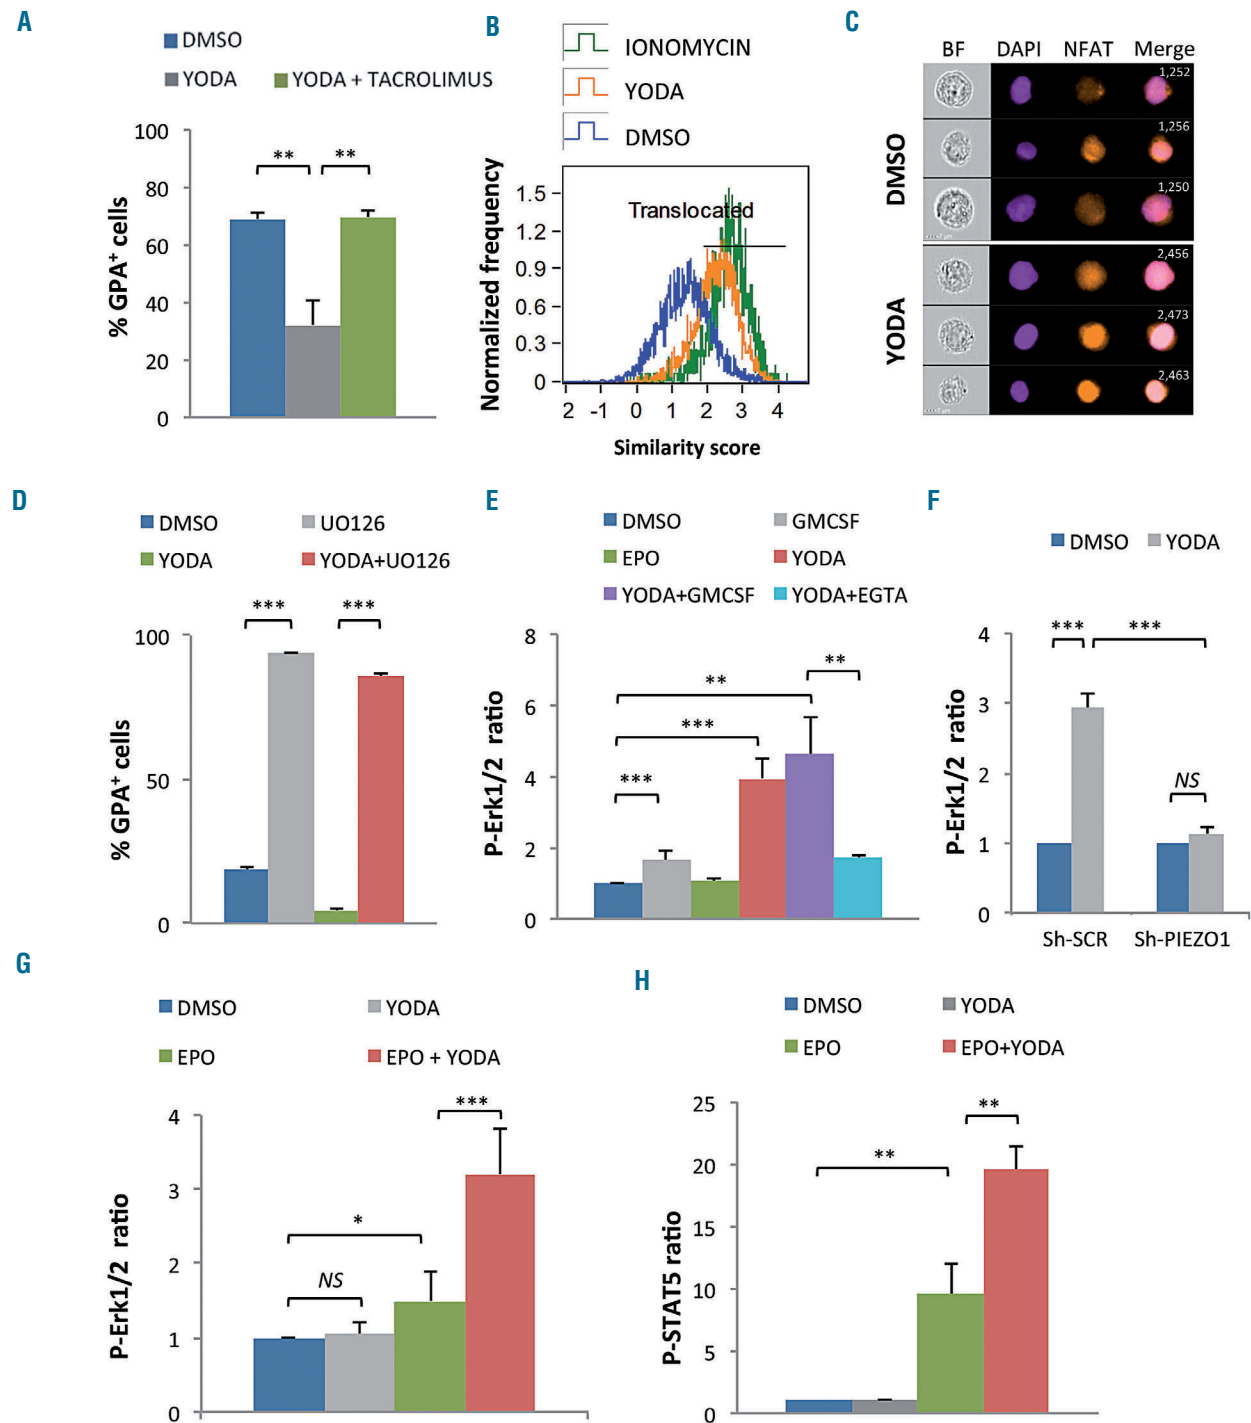 A
DMSO
YODA
YODA + TACROLIMUS
% GPA⁺ cells
100
80
60
40
20
0
**
**
B
IONOMYCIN
YODA
DMSO
Normalized frequency
1.5
1.2
0.9
0.6
0.3
0
Translocated
2 -1 0 1 2 3 4
Similarity score
C
BF DAPI NFAT Merge
DMSO
1,252
1,256
1,250
YODA
2,456
2,473
2,463
D
DMSO
UO126
YODA
YODA+UO126
% GPA⁺ cells
100
50
0
***
***
E
DMSO
GMCSF
EPO
YODA
YODA+GMCSF
YODA+EGTA
P-Erk1/2 ratio
8
6
4
2
0
**
**
***
***
F
DMSO
YODA
P-Erk1/2 ratio
4
3
2
1
0
***
***
NS
Sh-SCR Sh-PIEZO1
G
DMSO
YODA
EPO
EPO + YODA
P-Erk1/2 ratio
4
3
2
1
0
***
*
NS
H
DMSO
YODA
EPO
EPO+YODA
P-STAT5 ratio
25
20
15
10
5
0
**
**